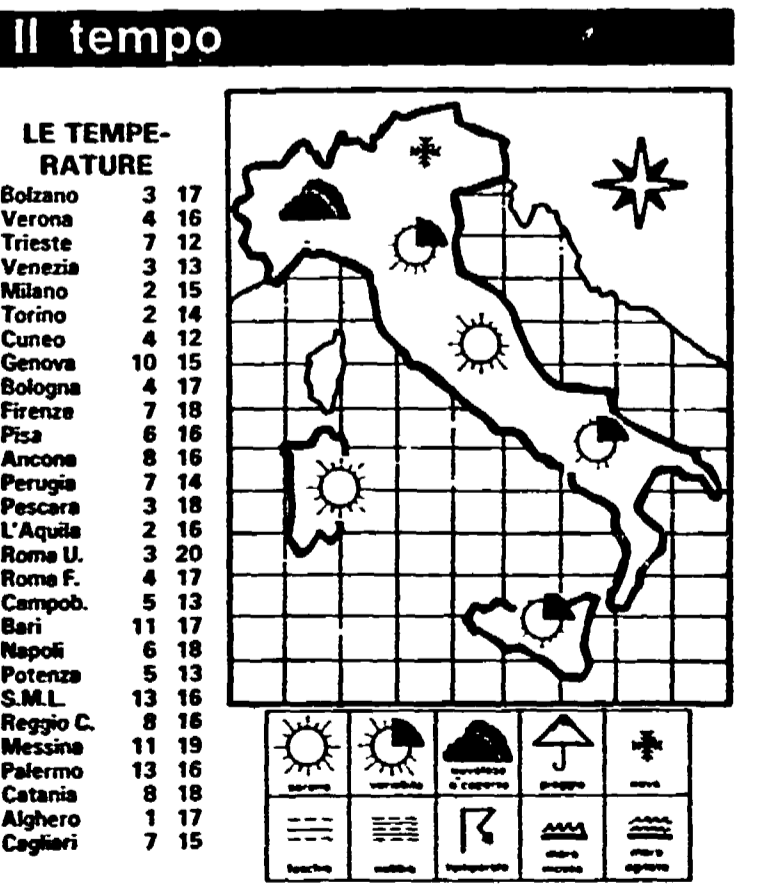 Il tempo
LE TEMPE-
RATURE
Bolzano 3 17
Verona 4 16
Trieste 7 12
Venezia 3 13
Milano 2 15
Torino 2 14
Cuneo 4 12
Genova 10 15
Bologna 4 17
Firenze 7 18
Pisa 6 16
Ancona 8 16
Perugia 7 14
Pescara 3 18
L'Aquila 2 16
Roma U. 3 20
Roma F. 4 17
Campob. 5 13
Bari 11 17
Napoli 6 18
Potenza 5 13
S.M.L. 13 16
Reggio C. 8 16
Messina 11 19
Palermo 13 16
Catania 8 18
Alghero 1 17
Cagliari 7 15
sereno variabile nuvoloso pioggia neve
o coperto
foschia nebbia temporale mare mare
mosso agitato